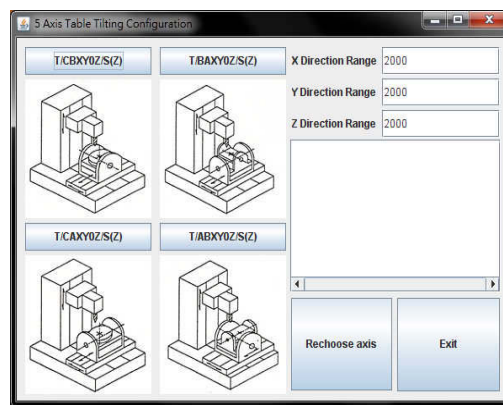 5 Axis Table Tilting Configuration
T/CBXY0Z/S(Z)
T/BAXY0Z/S(Z)
X Direction Range 2000
Y Direction Range 2000
Z Direction Range 2000
T/CAXY0Z/S(Z)
T/ABXY0Z/S(Z)
Rechoose axis
Exit